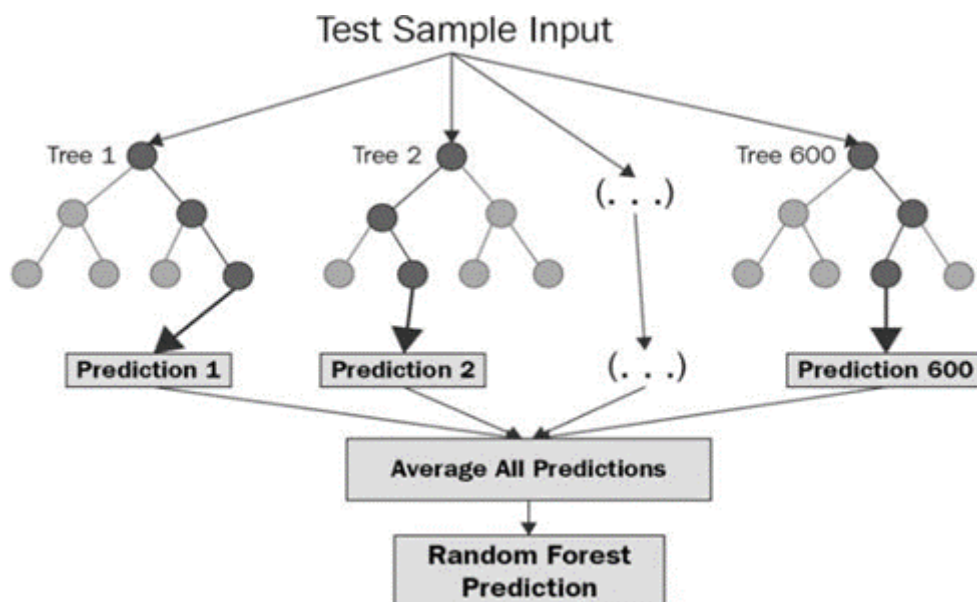 Test Sample Input
Tree 1
Tree 2
Tree 600
(. . .)
Prediction 1
Prediction 2
(. . .)
Prediction 600
Average All Predictions
Random Forest
Prediction